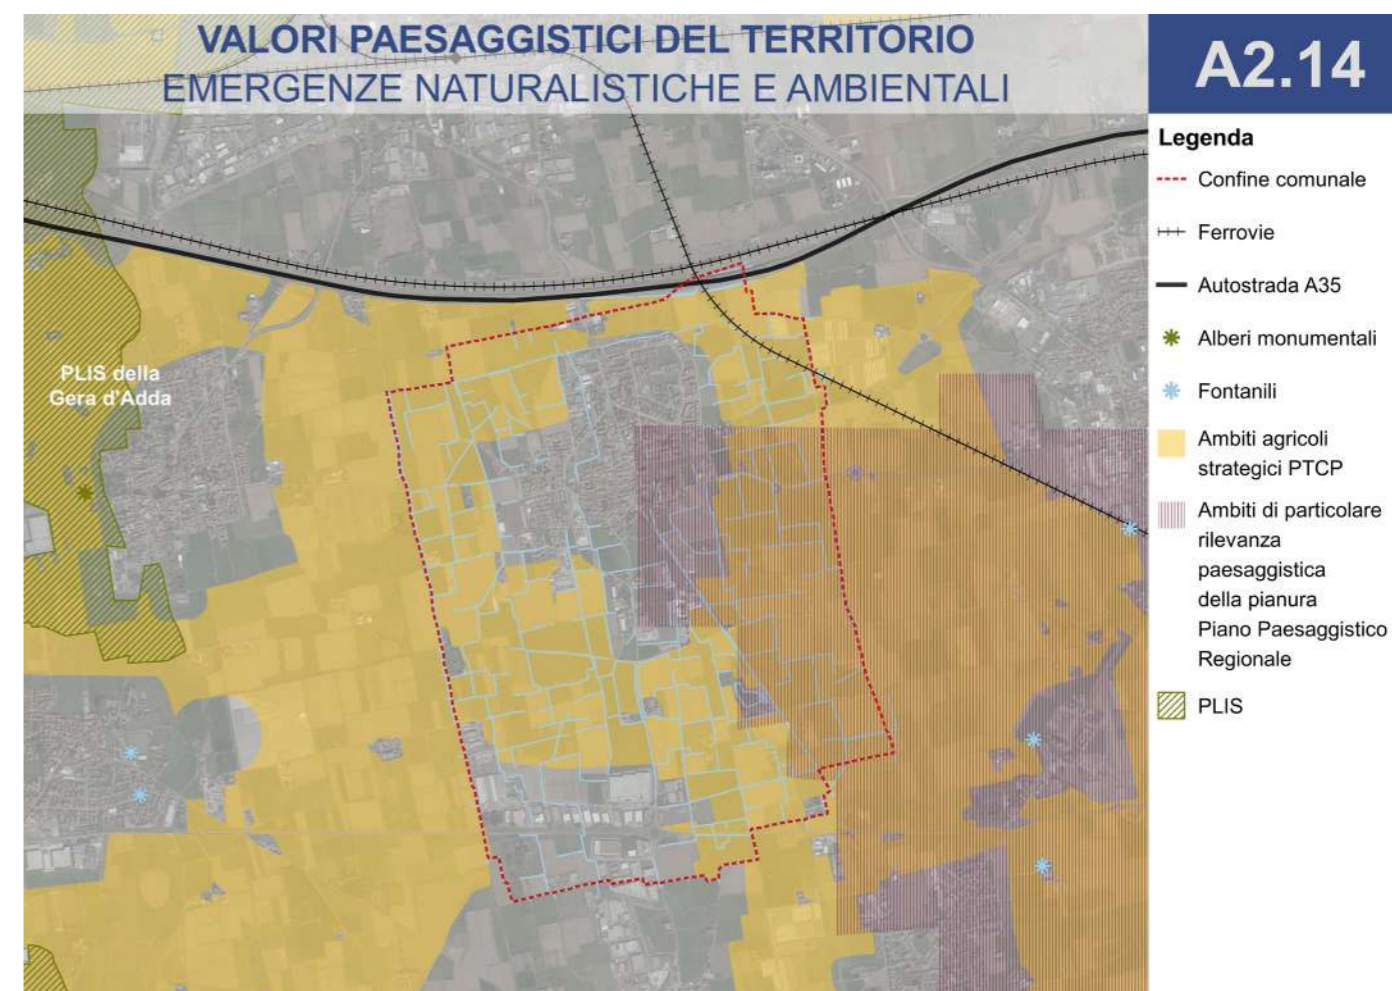 VALORI PAESAGGISTICI DEL TERRITORIO
EMERGENZE NATURALISTICHE E AMBIENTALI
A2.14
PLIS della
Gera d'Adda
Legenda
Confine comunale
Ferrovie
Autostrada A35
Alberi monumentali
Fontanili
Ambiti agricoli
strategici PTCP
Ambiti di particolare
rilevanza
paesaggistica
della pianura
Piano Paesaggistico
Regionale
PLIS